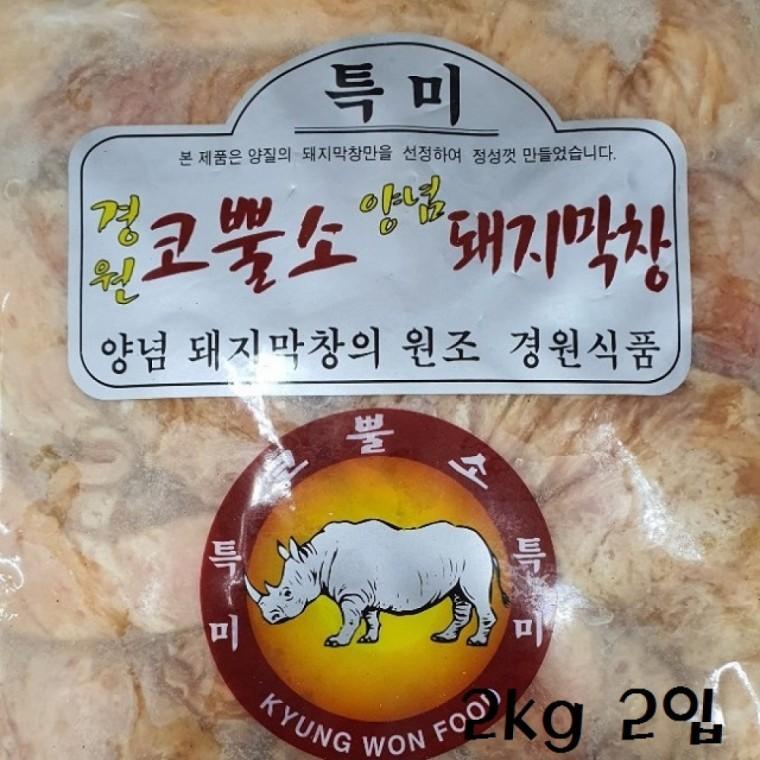 특미
본 제품은 양질의 돼지막창만을 선정하여 정성껏 만들었습니다.
경원 코뿔소 양념 돼지막창
양념 돼지막창의 원조 경원식품
코뿔소
특미
특미
KYUNG WON FOOD
2kg 2입